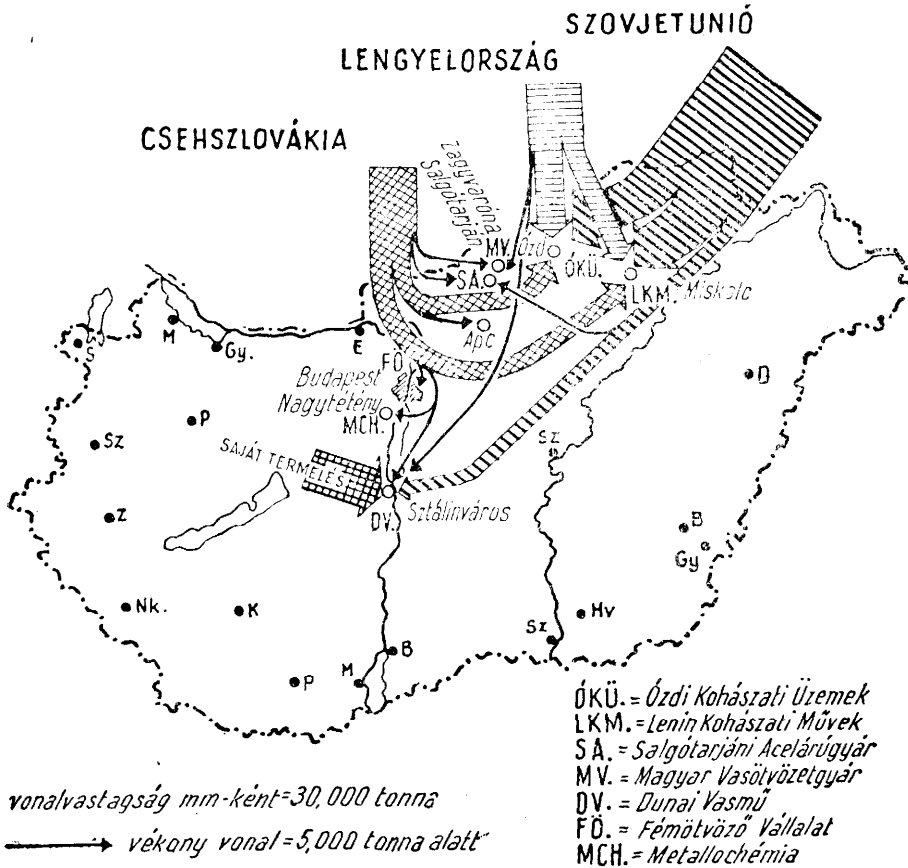 SZOVJETUNIÓ
LENGYELORSZÁG
CSEHSZLOVÁKIA
Zagyvaróna
Salgótarján
MV.
Ózd
ÓKÜ.
SA.
LKM.
Miskolc
Apc
M
S
Gy.
E
FÖ
Budapest
Nagytétény
MCH.
D
P
Sz
Sz
SAJÁT TERMELÉS
Sztálinváros
DV.
Z
B
Gy
Nk.
K
Hv
Sz
B
M
P
ÓKÜ. = Ózdi Kohászati Üzemek
LKM. = Lenin Kohászati Művek
SA. = Salgótarjáni Acelárúgyár
MV. = Magyar Vasötvözetgyár
DV. = Dunai Vasmű
FÖ. = Fémötvöző Vállalat
MCH. = Metallochémia
vonalvastagság mm-ként=30,000 tonna
vékony vonal=5,000 tonna alatt